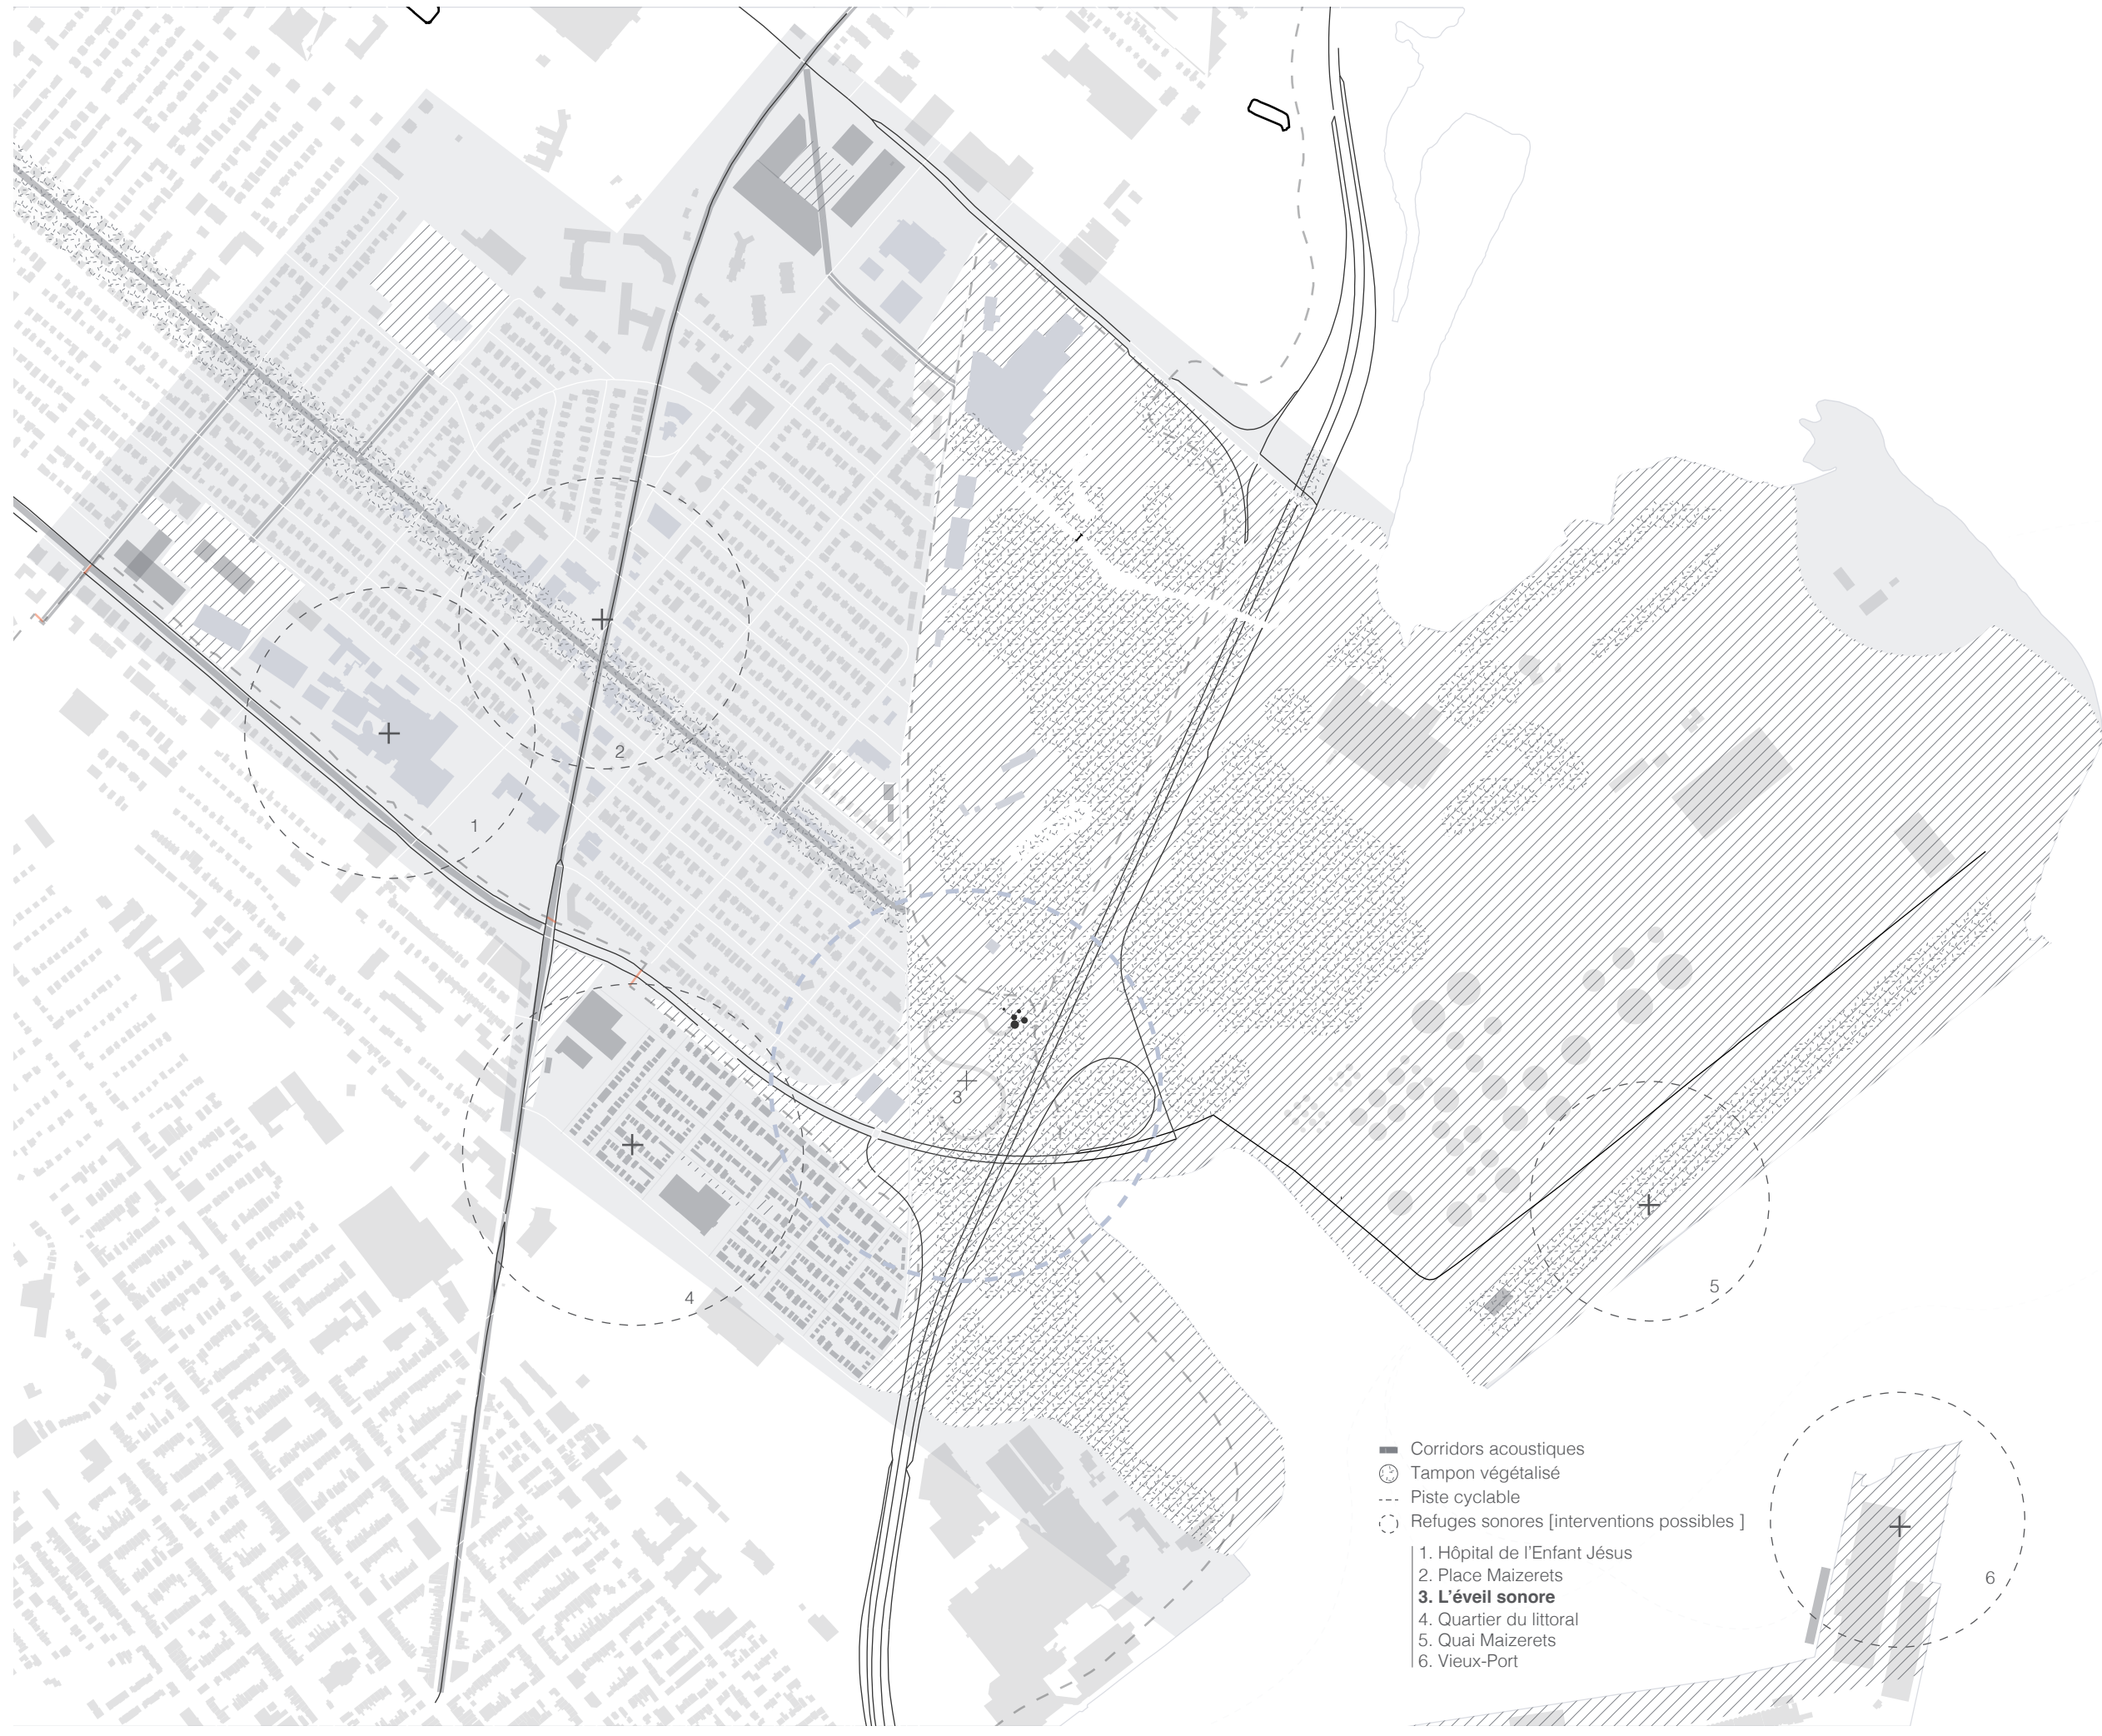 2
1
3
4
5
6
Corridors acoustiques
Tampon végétalisé
Piste cyclable
Refuges sonores [interventions possibles ]
1. Hôpital de l'Enfant Jésus
2. Place Maizerets
3. L'éveil sonore
4. Quartier du littoral
5. Quai Maizerets
6. Vieux-Port